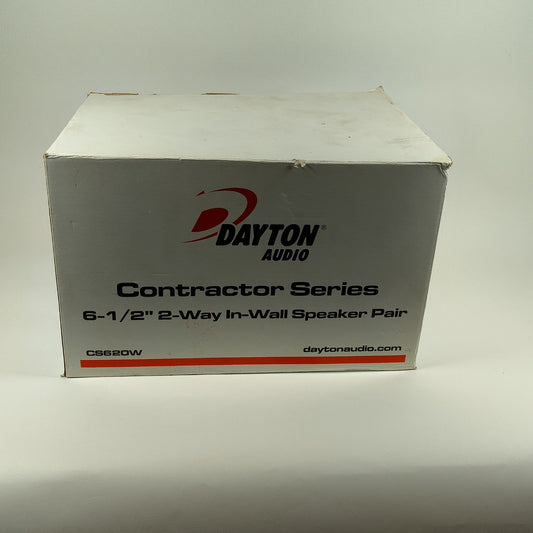 DAYTON®
AUDIO
Contractor Series
6-1/2" 2-Way In-Wall Speaker Pair
CS620W daytonaudio.com